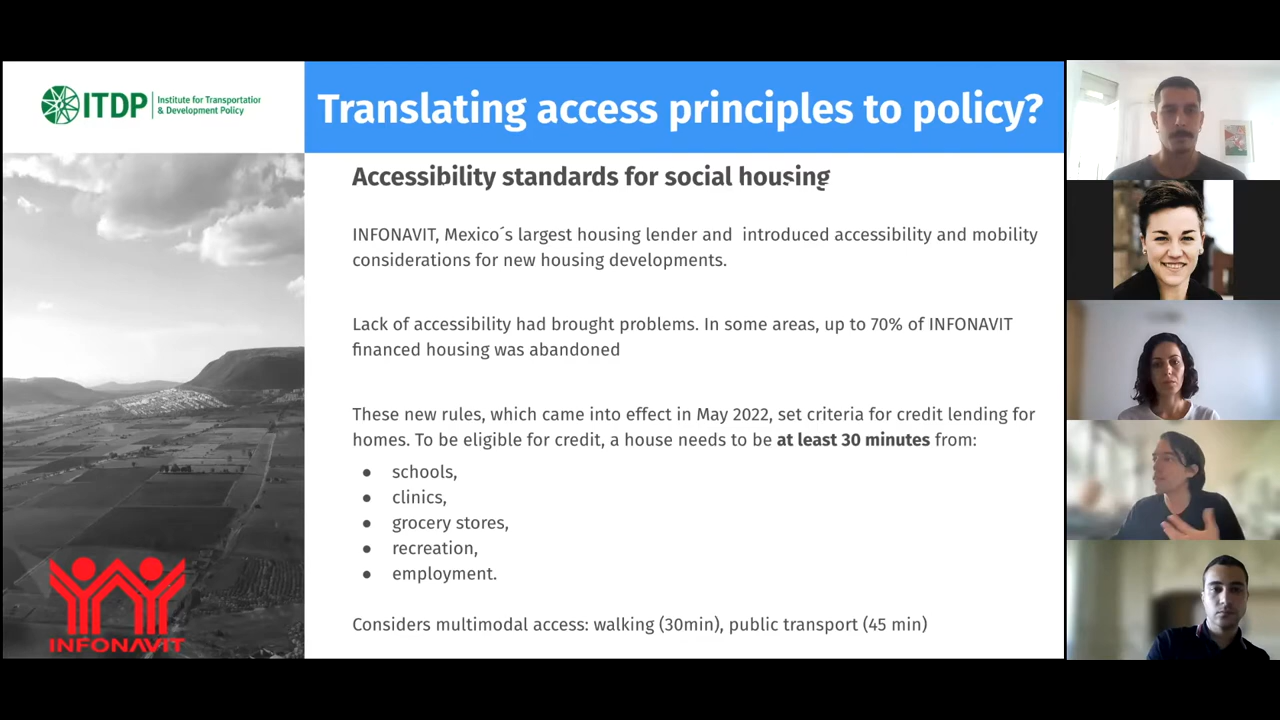 ITDP
Institute for Transportation
& Development Policy
Translating access principles to policy?
Accessibility standards for social housing
INFONAVIT, Mexico´s largest housing lender and  introduced accessibility and mobility
considerations for new housing developments.
Lack of accessibility had brought problems. In some areas, up to 70% of INFONAVIT
financed housing was abandoned
These new rules, which came into effect in May 2022, set criteria for credit lending for
homes. To be eligible for credit, a house needs to be at least 30 minutes from:
● schools,
● clinics,
● grocery stores,
● recreation,
● employment.
Considers multimodal access: walking (30min), public transport (45 min)
INFONAVIT